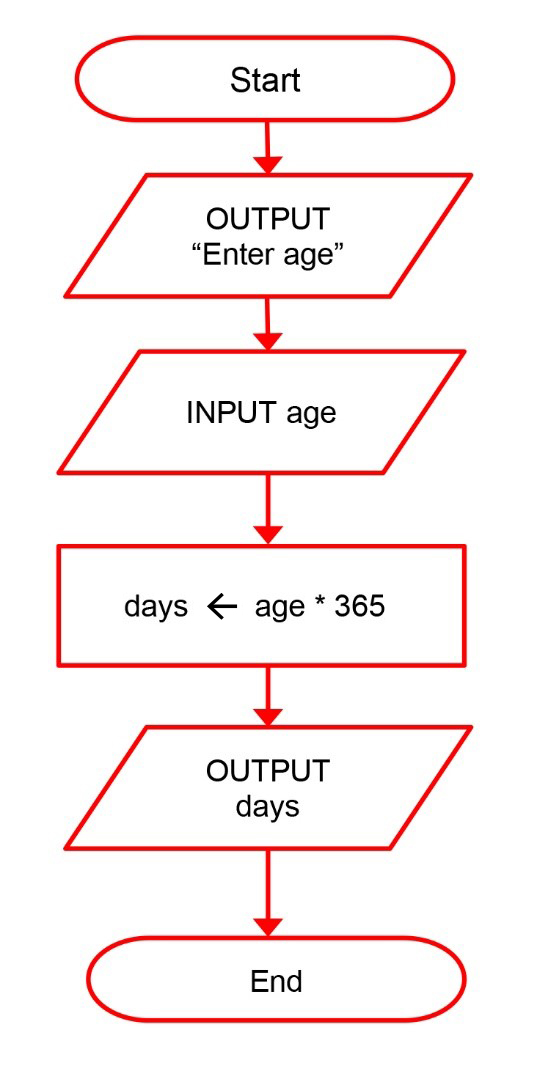 Start
OUTPUT
“Enter age”
INPUT age
days ← age * 365
OUTPUT
days
End